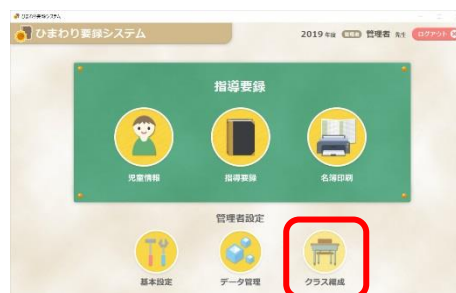 ひまわり要録システム
ひまわり要録システム
2019 年度 管理者 管理者 先生 ログアウト
指導要録
児童情報 指導要録 名簿印刷
管理者設定
基本設定 データ管理 クラス編成